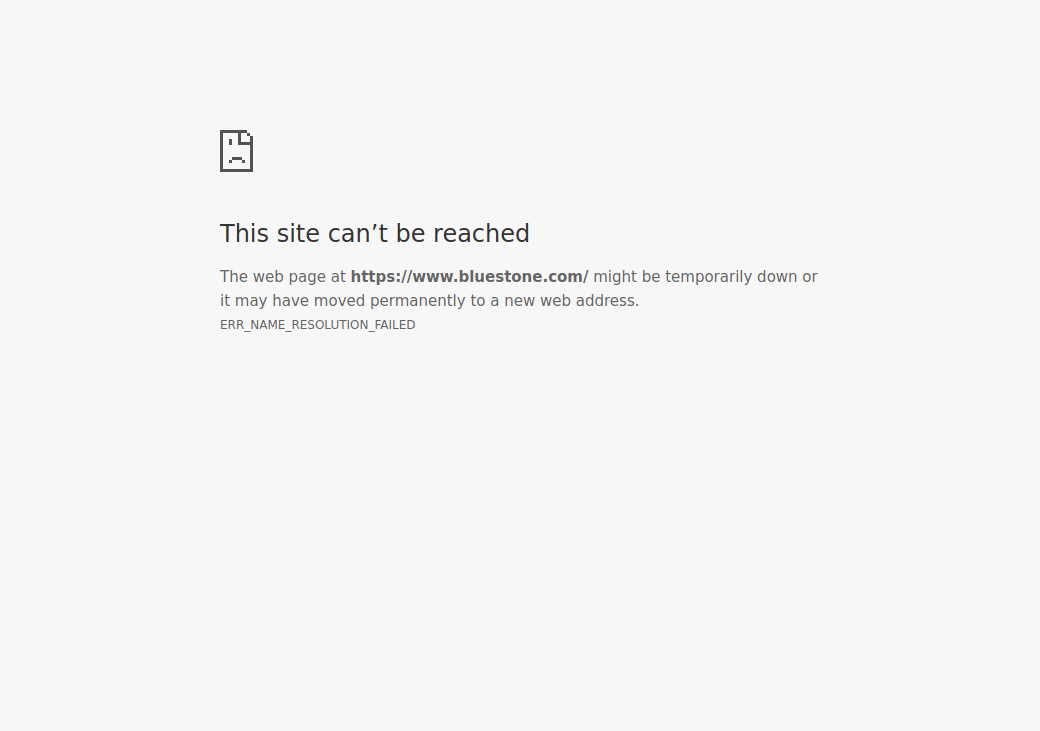 This site can’t be reached
The web page at https://www.bluestone.com/ might be temporarily down or
it may have moved permanently to a new web address.
ERR_NAME_RESOLUTION_FAILED